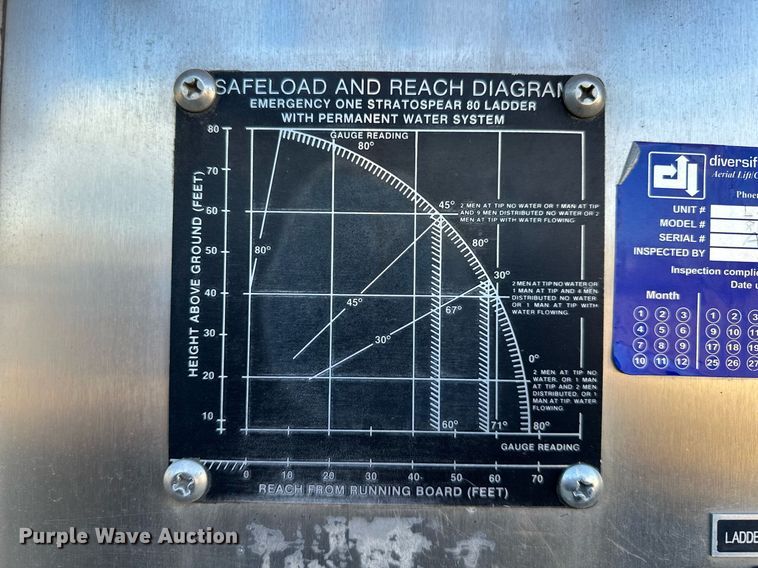 SAFELOAD AND REACH DIAGRAM
EMERGENCY ONE STRATOSPEAR 80 LADDER
WITH PERMANENT WATER SYSTEM
GAUGE READING
80°
80
70
60
50
40
30
20
10
HEIGHT ABOVE GROUND (FEET)
45°
2 MEN AT TIP NO WATER OR 1 MAN AT TIP
AND 9 MEN DISTRIBUTED NO WATER OR 2
MEN AT TIP WITH WATER FLOWING.
80°
80°
30°
2 MEN AT TIP NO WATER OR
1 MAN AT TIP AND 4 MEN
DISTRIBUTED NO WATER
OR 1 MAN AT TIP WITH
WATER FLOWING.
45°
67°
30°
0°
2 MEN AT TIP NO
WATER, OR 1 MAN
AT TIP AND 2 MEN
DISTRIBUTED, OR 1
MAN AT TIP, WATER
FLOWING.
60°
71°
80°
GAUGE READING
0 10 20 30 40 50 60 70
REACH FROM RUNNING BOARD (FEET)
diversif
Aerial Lift/C
Phoe
UNIT #
MODEL #
SERIAL #
INSPECTED BY
Inspection complie
Date u
Month
1 2 3
4 5 6
7 8 9
10 11 12
1 2 3
17 18 19
25 26 27
LADDE
Purple Wave Auction